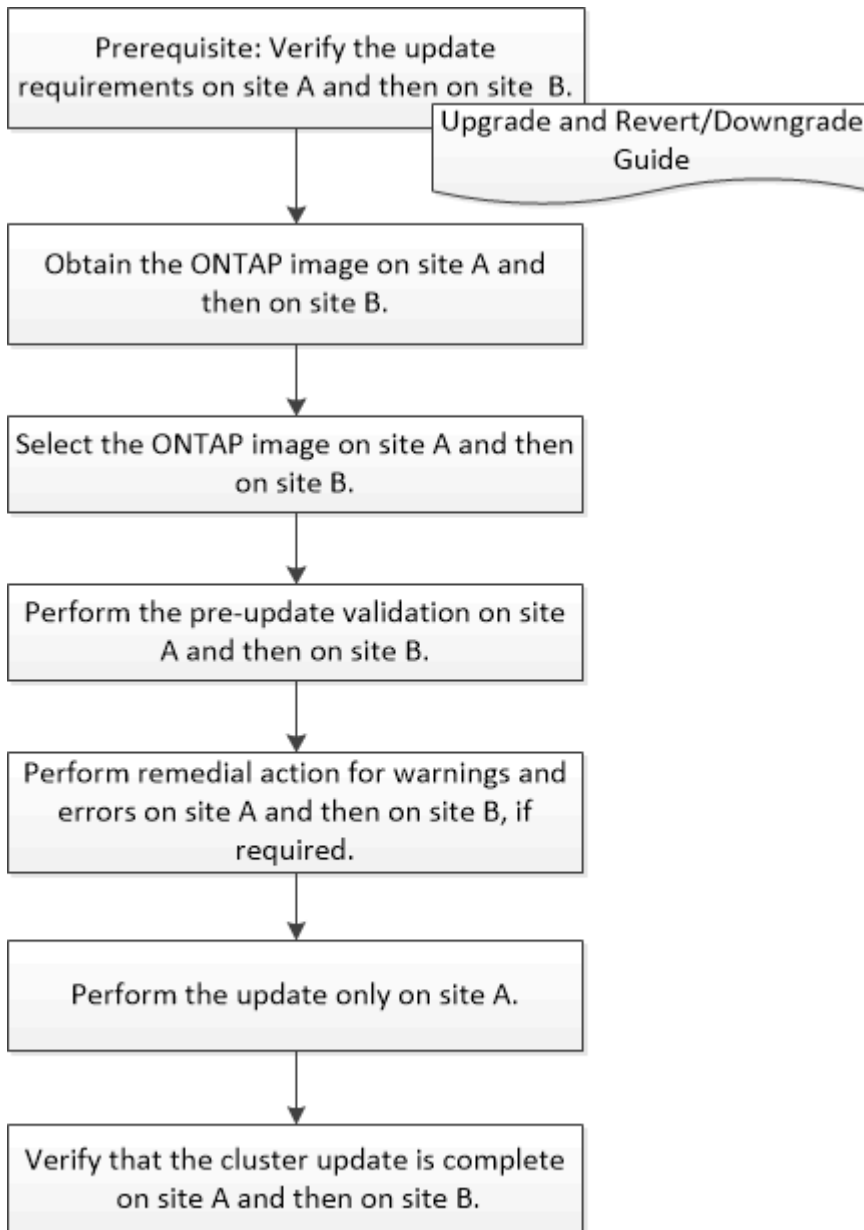 Prerequisite: Verify the update
requirements on site A and then on site B.
Upgrade and Revert/Downgrade
Guide
Obtain the ONTAP image on site A and
then on site B.
Select the ONTAP image on site A and then
on site B.
Perform the pre-update validation on site
A and then on site B.
Perform remedial action for warnings and
errors on site A and then on site B, if
required.
Perform the update only on site A.
Verify that the cluster update is complete
on site A and then on site B.